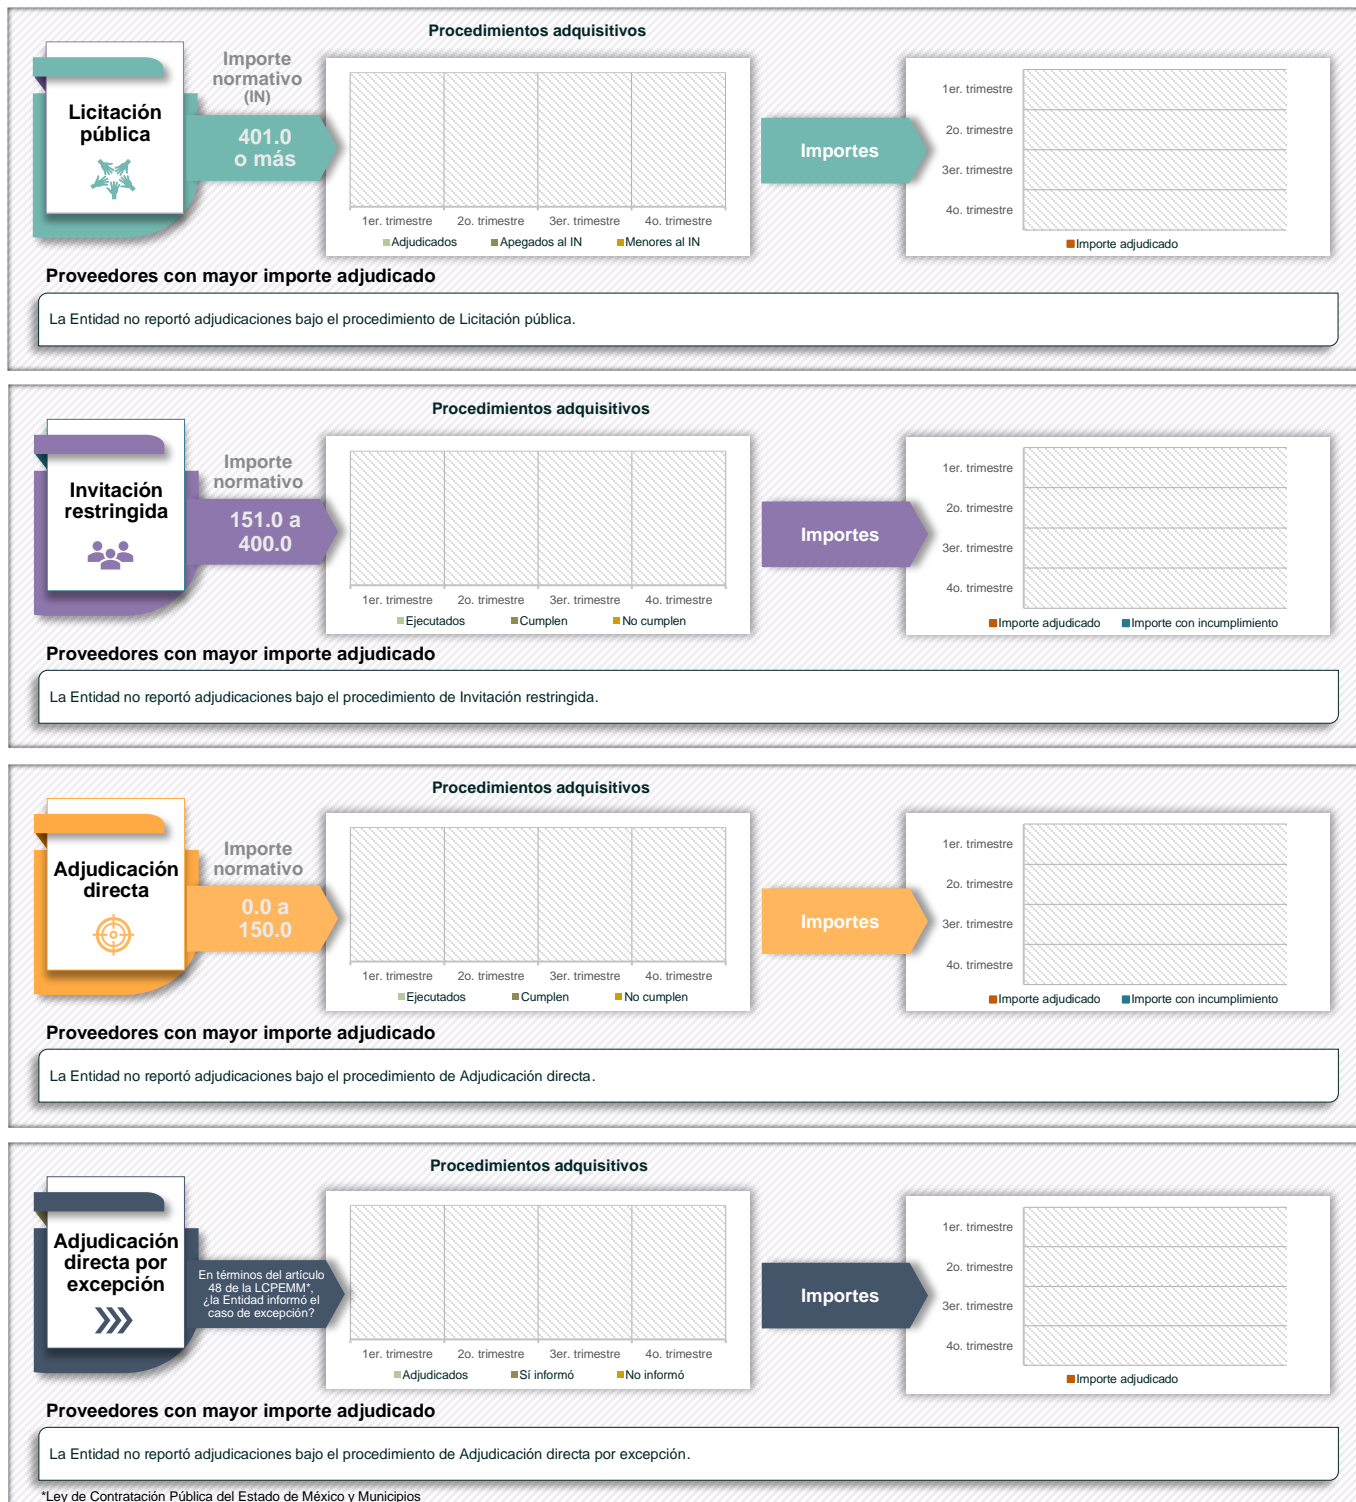 Procedimientos adquisitivos
Licitación
pública
Importe
normativo
(IN)
401.0
o más
1er. trimestre 2o. trimestre 3er. trimestre 4o. trimestre
Adjudicados Apegados al IN Menores al IN
Importes
1er. trimestre
2o. trimestre
3er. trimestre
4o. trimestre
Importe adjudicado
Proveedores con mayor importe adjudicado
La Entidad no reportó adjudicaciones bajo el procedimiento de Licitación pública.
Procedimientos adquisitivos
Invitación
restringida
Importe
normativo
151.0 a
400.0
1er. trimestre 2o. trimestre 3er. trimestre 4o. trimestre
Ejecutados Cumplen No cumplen
Importes
1er. trimestre
2o. trimestre
3er. trimestre
4o. trimestre
Importe adjudicado Importe con incumplimiento
Proveedores con mayor importe adjudicado
La Entidad no reportó adjudicaciones bajo el procedimiento de Invitación restringida.
Procedimientos adquisitivos
Adjudicación
directa
Importe
normativo
0.0 a
150.0
1er. trimestre 2o. trimestre 3er. trimestre 4o. trimestre
Ejecutados Cumplen No cumplen
Importes
1er. trimestre
2o. trimestre
3er. trimestre
4o. trimestre
Importe adjudicado Importe con incumplimiento
Proveedores con mayor importe adjudicado
La Entidad no reportó adjudicaciones bajo el procedimiento de Adjudicación directa.
Procedimientos adquisitivos
Adjudicación
directa por
excepción
En términos del artículo
48 de la LCPEMM*,
¿la Entidad informó el
caso de excepción?
1er. trimestre 2o. trimestre 3er. trimestre 4o. trimestre
Adjudicados Sí informó No informó
Importes
1er. trimestre
2o. trimestre
3er. trimestre
4o. trimestre
Importe adjudicado
Proveedores con mayor importe adjudicado
La Entidad no reportó adjudicaciones bajo el procedimiento de Adjudicación directa por excepción.
*Ley de Contratación Pública del Estado de México y Municipios